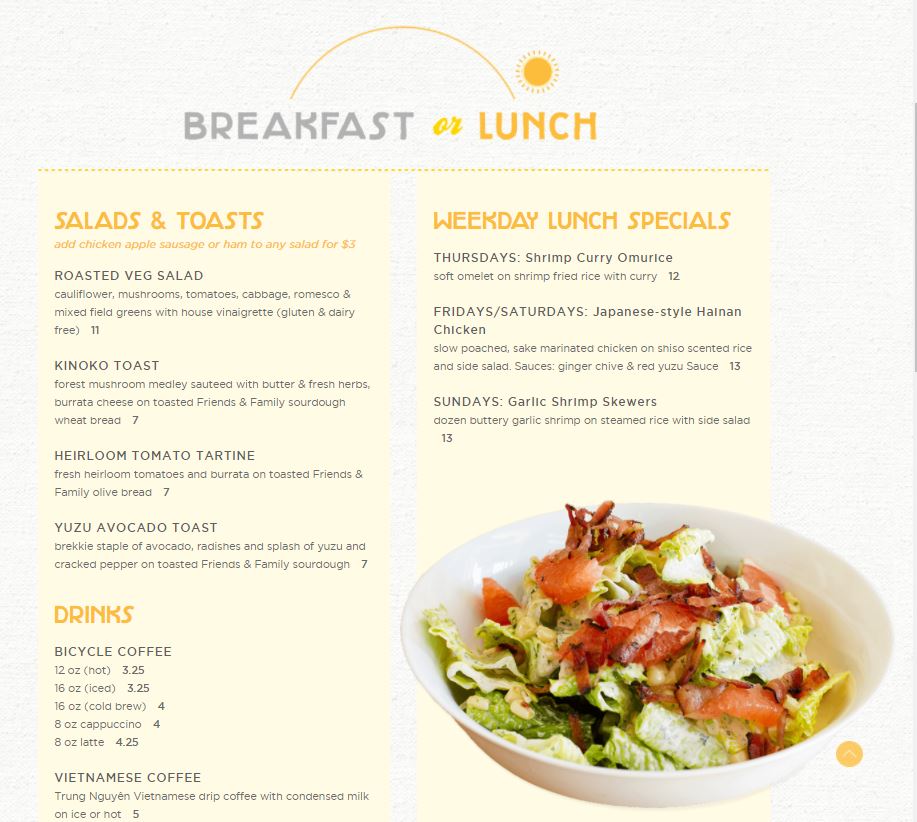 BREAKFAST or LUNCH
SALADS & TOASTS
add chicken apple sausage or ham to any salad for $3
ROASTED VEG SALAD
cauliflower, mushrooms, tomatoes, cabbage, romesco &
mixed field greens with house vinaigrette (gluten & dairy
free) 11
KINOKO TOAST
forest mushroom medley sauteed with butter & fresh herbs,
burrata cheese on toasted Friends & Family sourdough
wheat bread 7
HEIRLOOM TOMATO TARTINE
fresh heirloom tomatoes and burrata on toasted Friends &
Family olive bread 7
YUZU AVOCADO TOAST
brekkie staple of avocado, radishes and splash of yuzu and
cracked pepper on toasted Friends & Family sourdough 7
DRINKS
BICYCLE COFFEE
12 oz (hot) 3.25
16 oz (iced) 3.25
16 oz (cold brew) 4
8 oz cappuccino 4
8 oz latte 4.25
VIETNAMESE COFFEE
Trung Nguyên Vietnamese drip coffee with condensed milk
on ice or hot 5
WEEKDAY LUNCH SPECIALS
THURSDAYS: Shrimp Curry Omurice
soft omelet on shrimp fried rice with curry 12
FRIDAYS/SATURDAYS: Japanese-style Hainan
Chicken
slow poached, sake marinated chicken on shiso scented rice
and side salad. Sauces: ginger chive & red yuzu Sauce 13
SUNDAYS: Garlic Shrimp Skewers
dozen buttery garlic shrimp on steamed rice with side salad
13